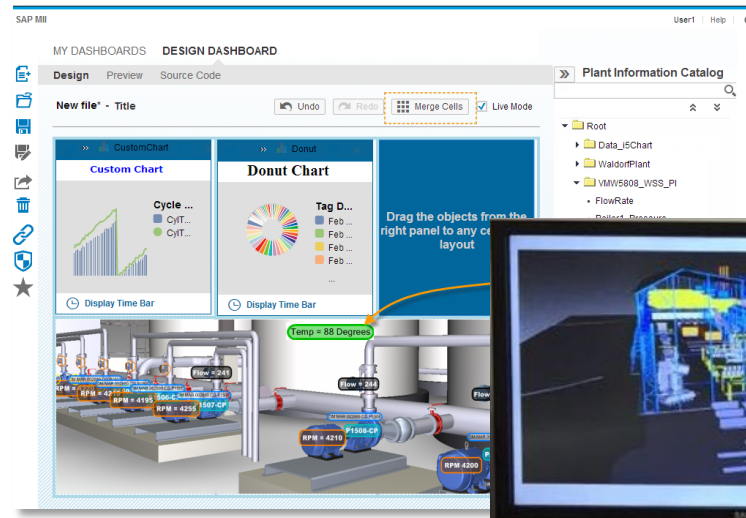 SAP MII
User1 | Help |
MY DASHBOARDS DESIGN DASHBOARD
Design Preview Source Code
Plant Information Catalog
New file* - Title
Undo
Redo
Merge Cells
Live Mode
Root
Data_i5Chart
WaldorfPlant
VMW5808_WSS_PI
FlowRate
Boiler1_Pressure
» CustomChart
Custom Chart
Cycle ...
CylT...
CylT...
Display Time Bar
» Donut
Donut Chart
Tag D...
Feb ...
Feb ...
Feb ...
Feb ...
...
Display Time Bar
Drag the objects from the
right panel to any ce
layout
Temp = 88 Degrees
Flow = 241
Flow = 244
Flow
RPM = 4195
RPM = 4255
1507-CP
RPM = 4210
P1508-CP
RPM 4200